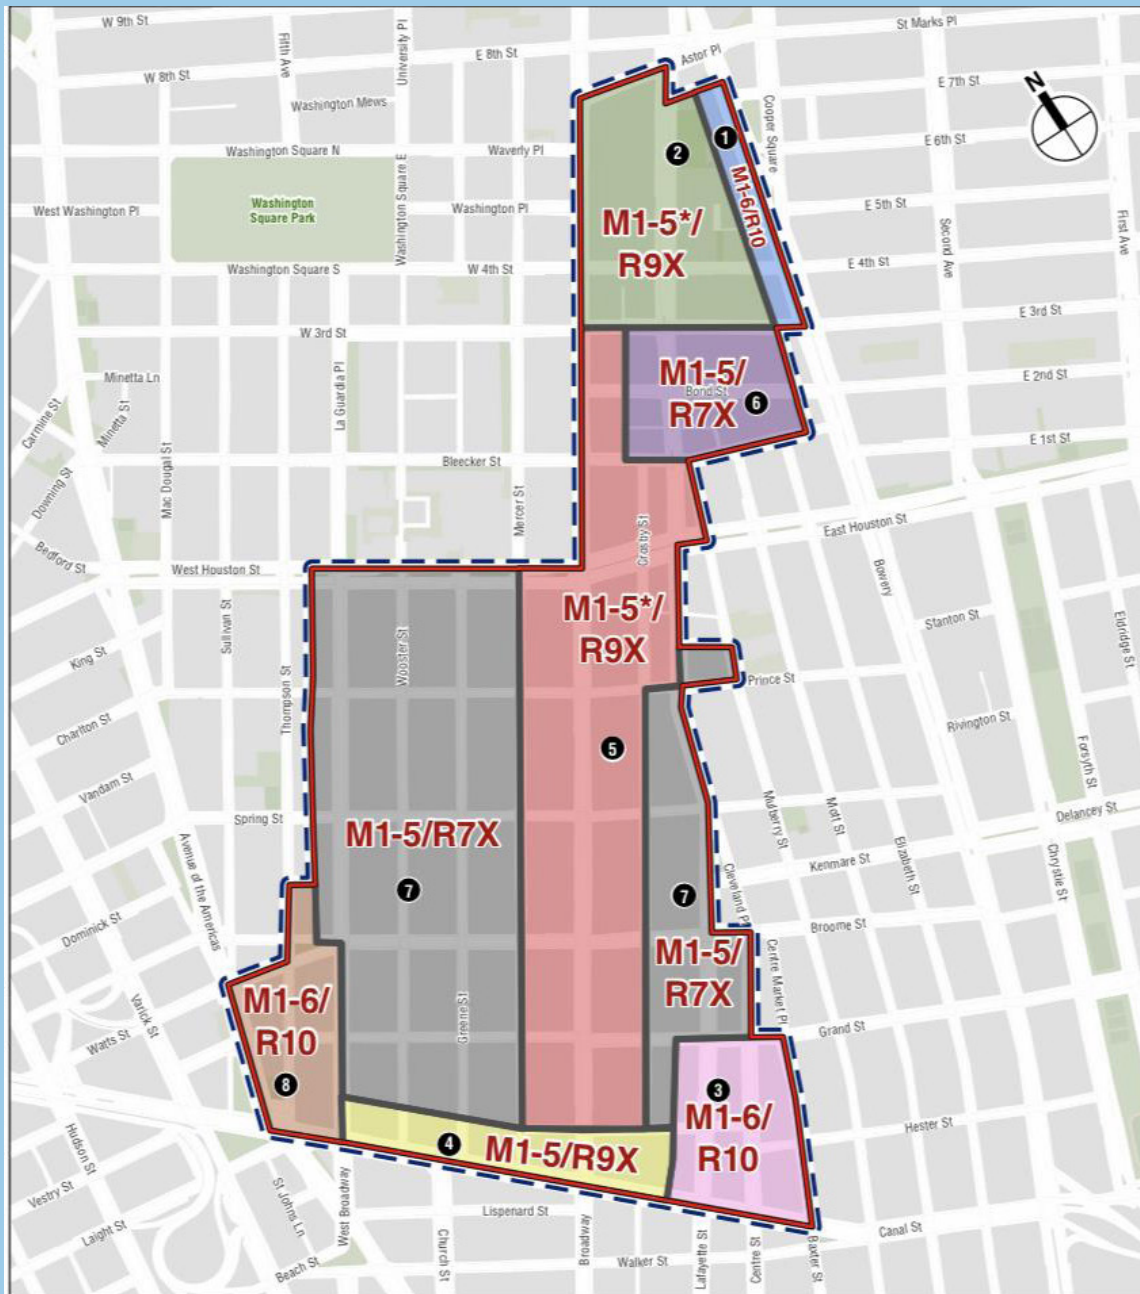 W 9th St
Fifth Ave
University Pl
E 8th St
Astor Pl
St Marks Pl
W 8th St
Washington Mews
E 7th St
Cooper Square
N
E 6th St
Washington Square N
Waverly Pl
2
1
M1-6/R10
West Washington Pl
Washington
Square Park
Washington Square E
Washington Pl
M1-5*/
R9X
E 5th St
Second Ave
First Ave
Washington Square S
W 4th St
E 4th St
W 3rd St
E 3rd St
Minetta Ln
La Guardia Pl
M1-5/
R7X
Bond St
6
E 2nd St
Carmine St
Minetta St
E 1st St
Mac Dougal St
Bleecker St
Downing St
Mercer St
Crosby St
East Houston St
Bedford St
West Houston St
Bowery
Sullivan St
Wooster St
M1-5*/
R9X
Stanton St
Eldridge St
King St
Thompson St
Prince St
Charlton St
Rivington St
5
Forsyth St
Vandam St
Mulberry St
Mott St
Delancey St
Spring St
M1-5/R7X
Avenue of the Americas
Elizabeth St
Chrystie St
7
7
Kenmare St
Cleveland Pl
Dominick St
Broome St
M1-5/
R7X
Centre Market Pl
M1-6/
R10
Varick St
Watts St
Greene St
Grand St
8
3
M1-6/
R10
Hudson St
4
M1-5/R9X
Hester St
Vestry St
St Johns Ln
West Broadway
Lispenard St
Laight St
Church St
Broadway
Walker St
Lafayette St
Centre St
Baxter St
Canal St
Beach St